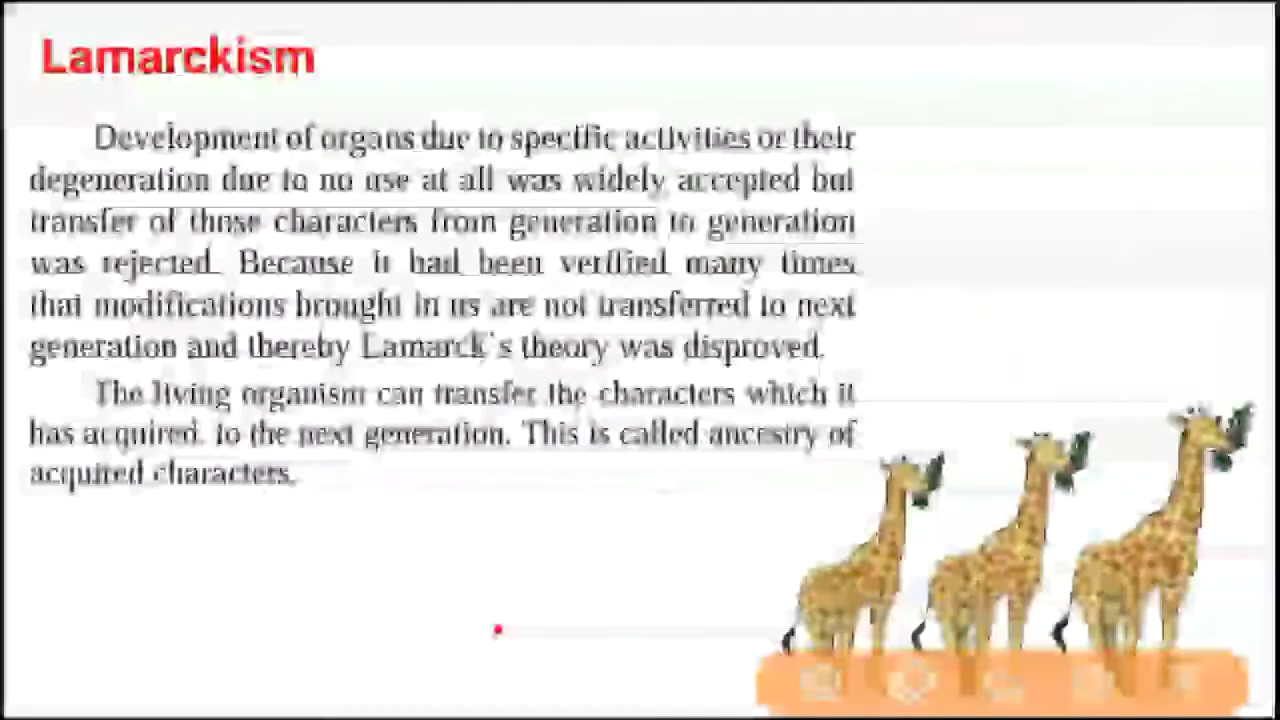 Lamarckism
Development of organs due to specific activities or their
degeneration due to no use at all was widely accepted but
transfer of those characters from generation to generation
was rejected. Because it had been verified many times
that modifications brought in us are not transferred to next
generation and thereby Lamarck's theory was disproved.
The living organism can transfer the characters which it
has acquired, to the next generation. This is called ancestry of
acquired characters.